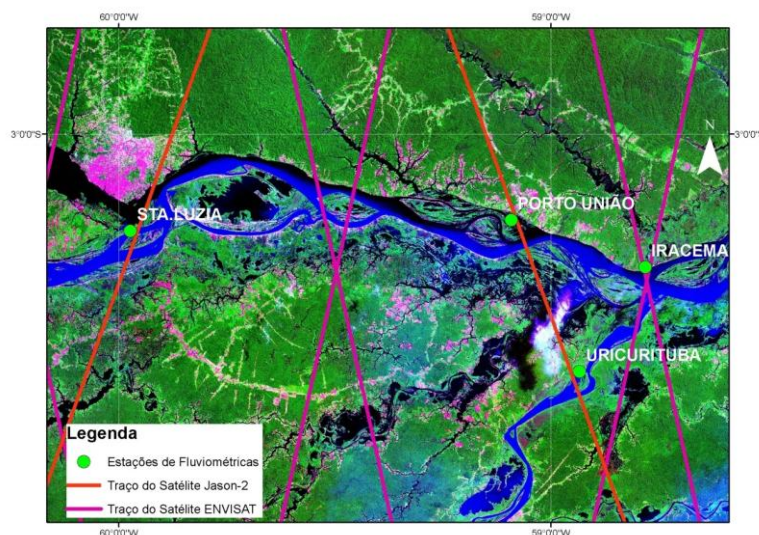 60°0'0"W
59°0'0"W
3°0'0"S
3°0'0"S
N
PORTO UNIÃO
STA.LUZIA
IRACEMA
URICURITUBA
Legenda
Estações de Fluviométricas
Traço do Satélite Jason-2
Traço do Satélite ENVISAT
60°0'0"W
59°0'0"W